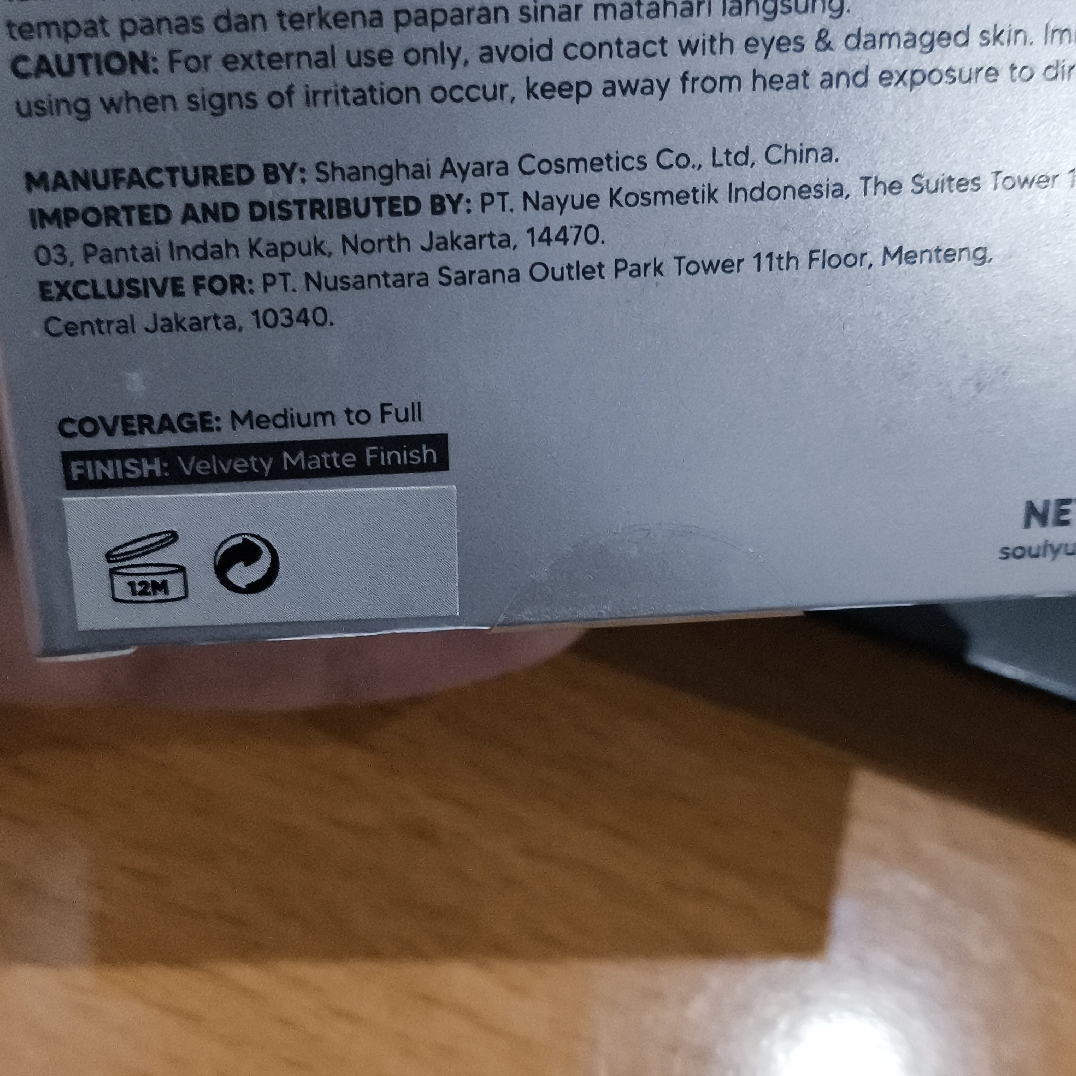 tempat panas dan terkena paparan sinar matahari langsung.
CAUTION: For external use only, avoid contact with eyes & damaged skin.
using when signs of irritation occur, keep away from heat and exposure to
MANUFACTURED BY: Shanghai Ayara Cosmetics Co., Ltd, China.
IMPORTED AND DISTRIBUTED BY: PT. Nayue Kosmetik Indonesia, The Suites Tower
03, Pantai Indah Kapuk, North Jakarta, 14470.
EXCLUSIVE FOR: PT. Nusantara Sarana Outlet Park Tower 11th Floor, Menteng,
Central Jakarta, 10340.
COVERAGE: Medium to Full
FINISH: Velvety Matte Finish
12M